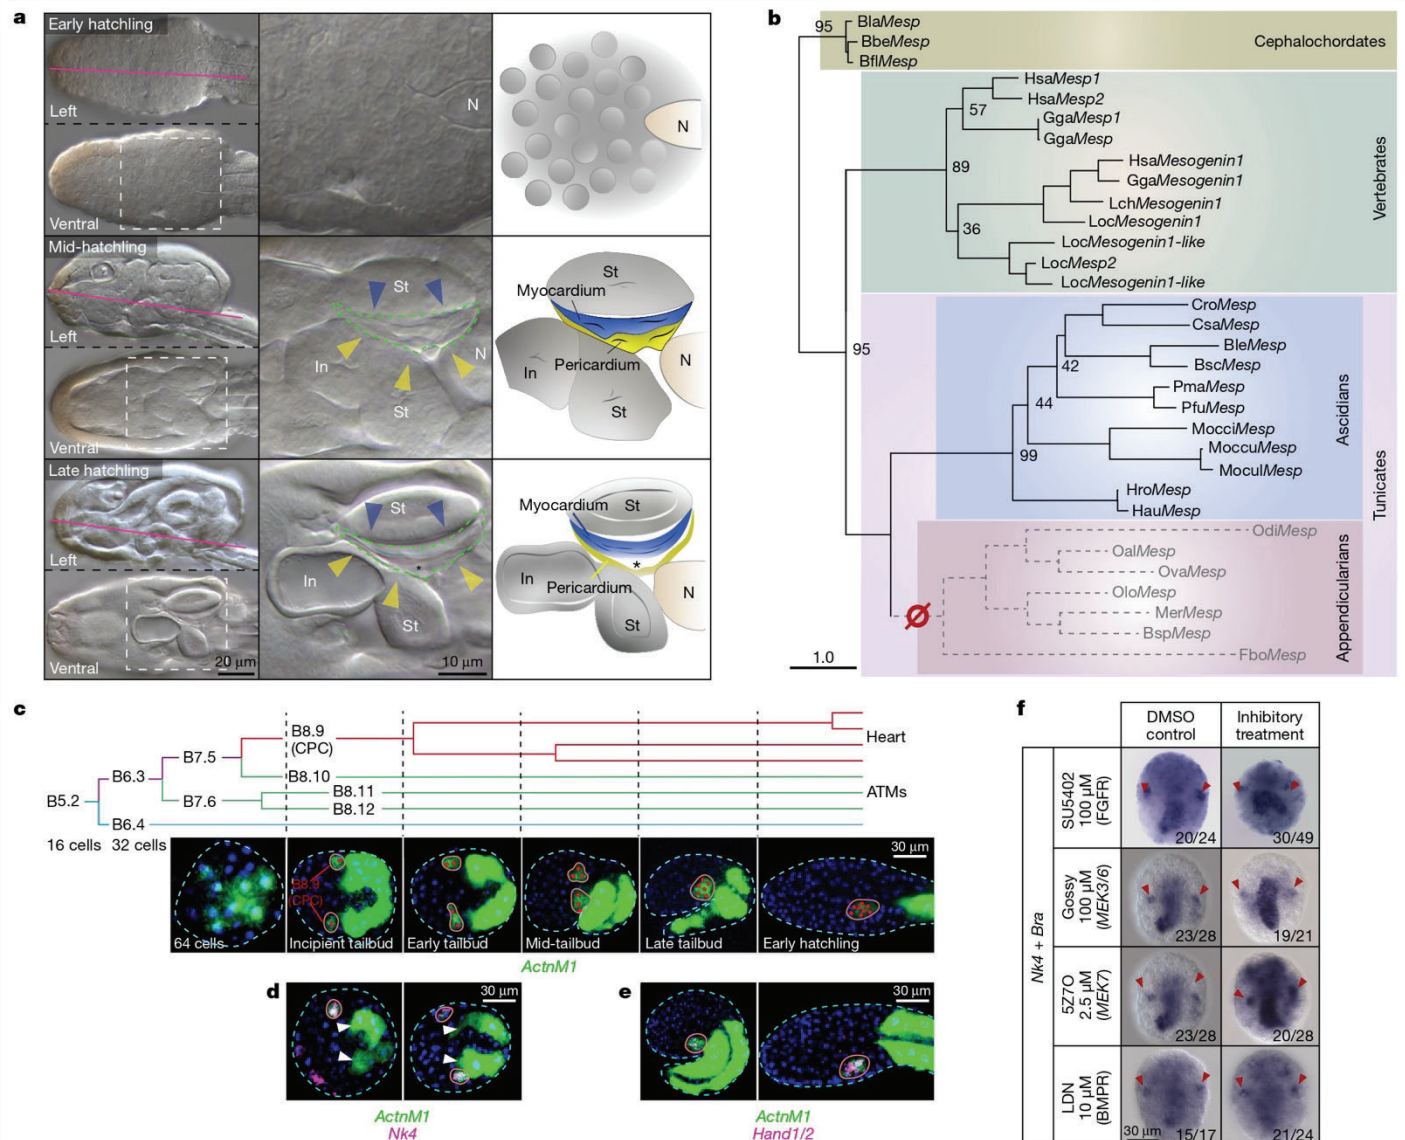 a
Early hatchling
Left
Ventral
N
N
Mid-hatchling
Left
Ventral
St
In
N
St
St
Myocardium
Pericardium
In
N
St
Late hatchling
Left
Ventral
20 μm
St
In
*
St
10 μm
Myocardium
St
In
Pericardium
*
N
St
b
95
BlaMesp
BbeMesp
BflMesp
Cephalochordates
HsaMesp1
HsaMesp2
57
GgaMesp1
GgaMesp
89
HsaMesogenin1
GgaMesogenin1
LchMesogenin1
LocMesogenin1
36
LocMesogenin1-like
LocMesp2
LocMesogenin1-like
Vertebrates
95
CroMesp
CsaMesp
BleMesp
42
BscMesp
PmaMesp
44
PfuMesp
MocciMesp
99
MoccuMesp
MoculMesp
HroMesp
HauMesp
Ascidians
Tunicates
OdiMesp
OalMesp
OvaMesp
OloMesp
MerMesp
BspMesp
FboMesp
Appendicularians
1.0
c
B8.9
(CPC)
Heart
B7.5
B6.3
B8.10
B5.2
B7.6
B8.11
ATMs
B8.12
B6.4
16 cells 32 cells
30 μm
B8.9
(CPC)
64 cells
Incipient tailbud
Early tailbud
Mid-tailbud
Late tailbud
Early hatchling
ActnM1
d
30 μm
ActnM1
Nk4
e
30 μm
ActnM1
Hand1/2
f
DMSO
control
Inhibitory
treatment
Nk4 + Bra
SU5402
100 μM
(FGFR)
20/24
30/49
Gossy
100 μM
(MEK3/6)
23/28
19/21
5Z7O
2.5 μM
(MEK7)
23/28
20/28
LDN
10 μM
(BMPR)
30 μm
15/17
21/24